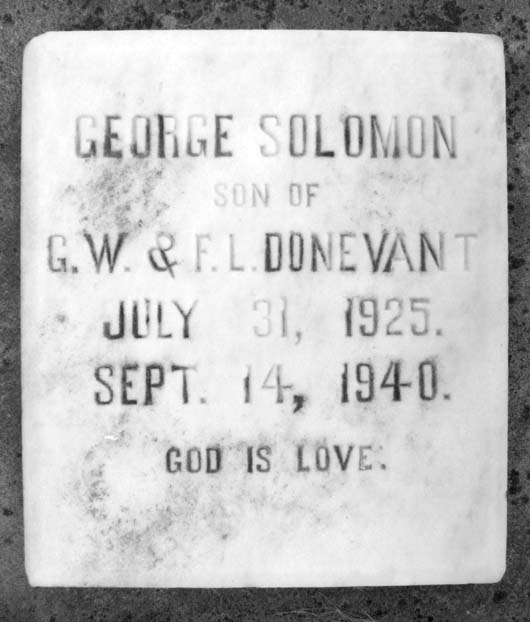 GEORGE SOLOMON
SON OF
G.W. & F.L. DONEVANT
JULY 31, 1925.
SEPT. 14, 1940.
GOD IS LOVE.